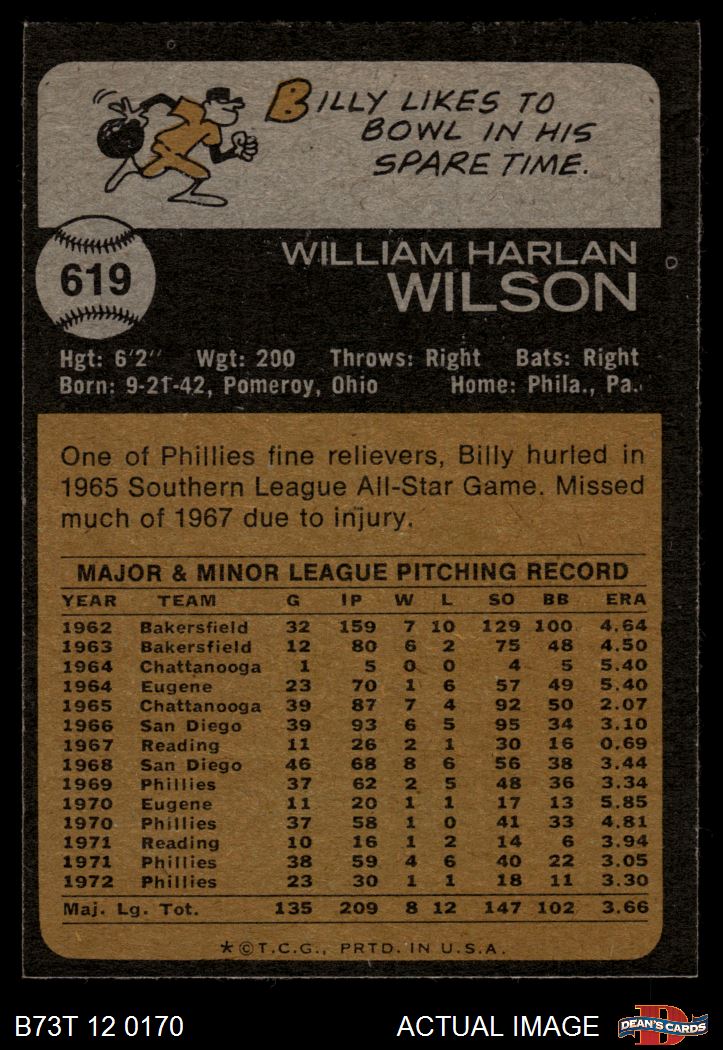 BILLY LIKES TO
BOWL IN HIS
SPARE TIME.
619
WILLIAM HARLAN
WILSON
Hgt: 6'2" Wgt: 200 Throws: Right Bats: Right
Born: 9-21-42, Pomeroy, Ohio Home: Phila., Pa.
One of Phillies fine relievers, Billy hurled in
1965 Southern League All-Star Game. Missed
much of 1967 due to injury.
MAJOR & MINOR LEAGUE PITCHING RECORD
YEAR TEAM G IP W L SO BB ERA
1962 Bakersfield 32 159 7 10 129 100 4.64
1963 Bakersfield 12 80 6 2 75 48 4.50
1964 Chattanooga 1 5 0 0 4 5 5.40
1964 Eugene 23 70 1 6 57 49 5.40
1965 Chattanooga 39 87 7 4 92 50 2.07
1966 San Diego 39 93 6 5 95 34 3.10
1967 Reading 11 26 2 1 30 16 0.69
1968 San Diego 46 68 8 6 56 38 3.44
1969 Phillies 37 62 2 5 48 36 3.34
1970 Eugene 11 20 1 1 17 13 5.85
1970 Phillies 37 58 1 0 41 33 4.81
1971 Reading 10 16 1 2 14 6 3.94
1971 Phillies 38 59 4 6 40 22 3.05
1972 Phillies 23 30 1 1 18 11 3.30
Maj. Lg. Tot. 135 209 8 12 147 102 3.66
*©T.C.G., PRTD. IN U.S.A.
B73T 12 0170 ACTUAL IMAGE D DEAN'S CARDS